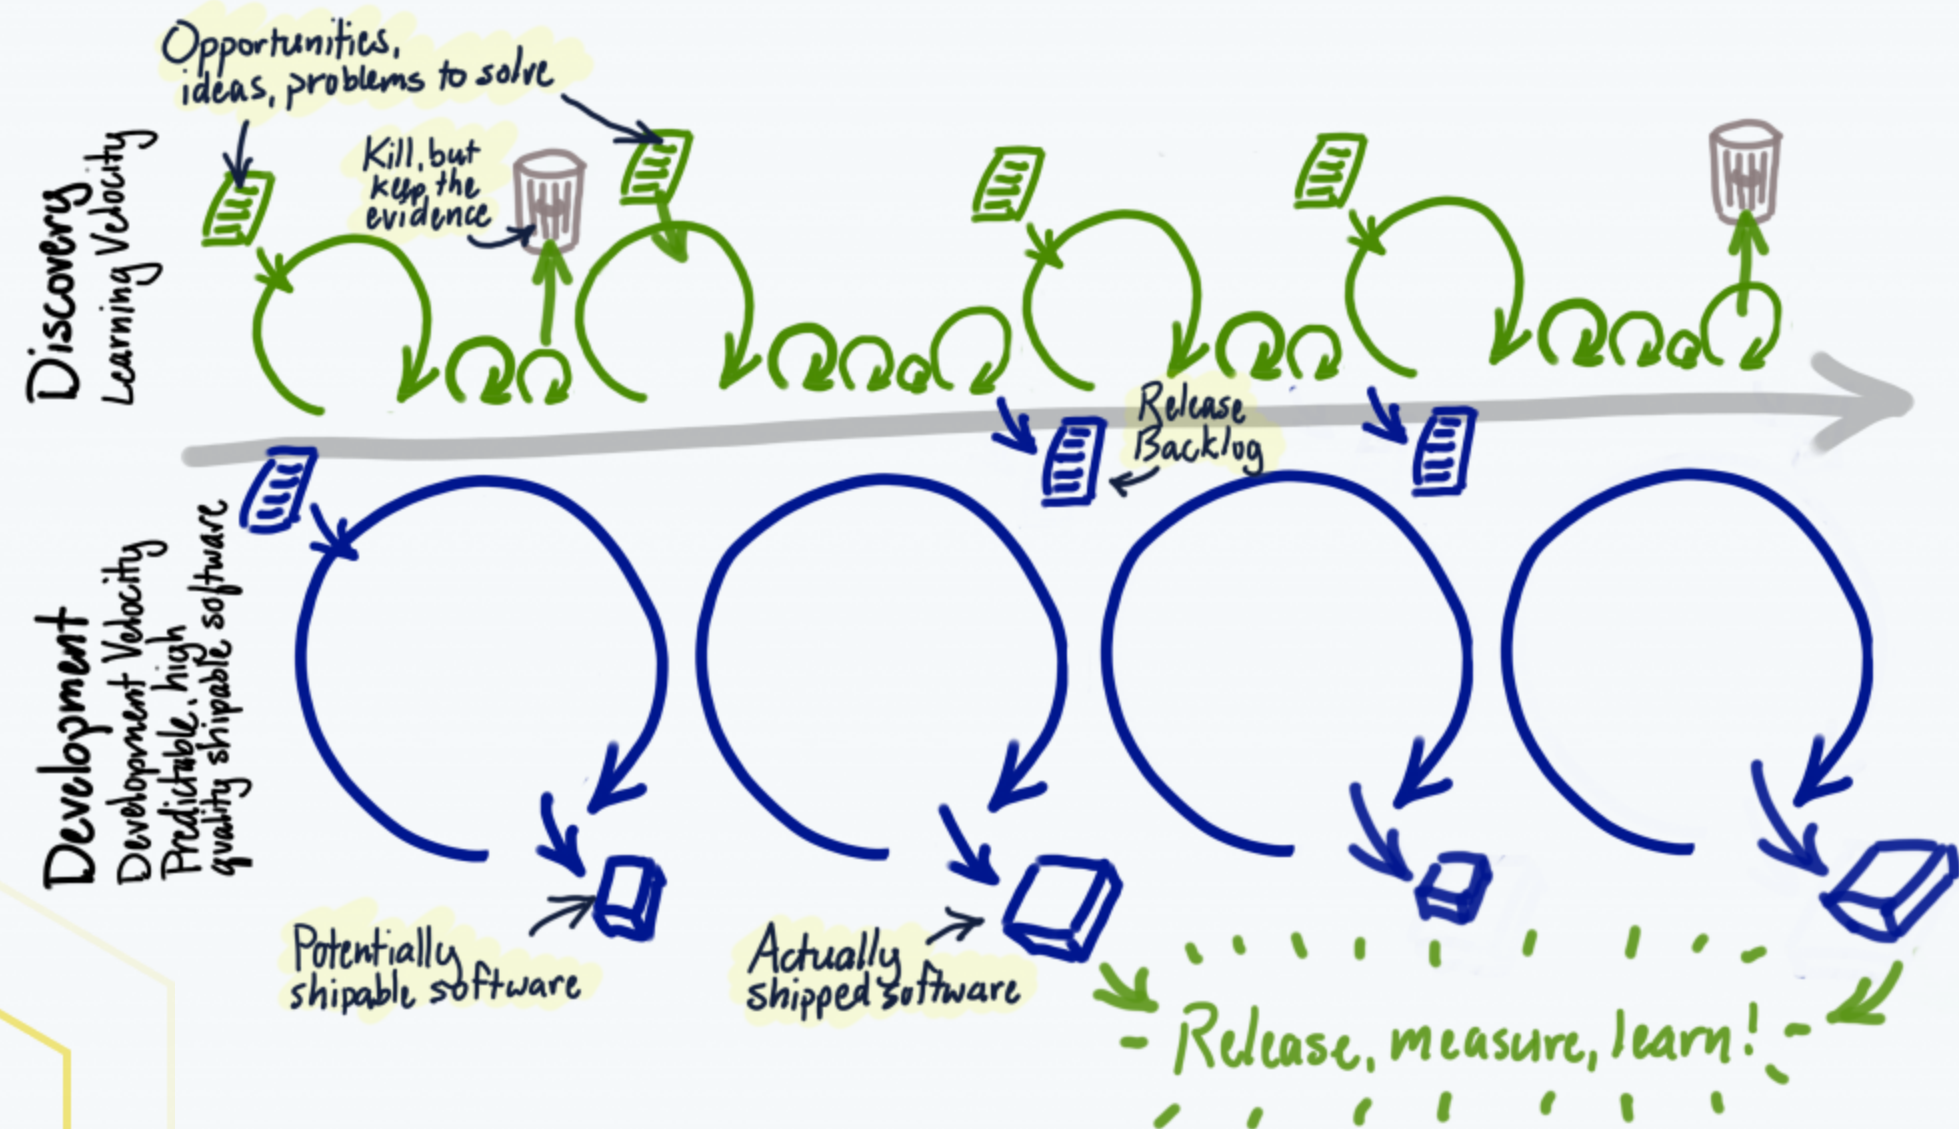 Opportunities,
ideas, problems to solve
Kill, but
keep the
evidence
Discovery
Learning Velocity
Release
Backlog
Development
Development Velocity
Predictable, high
quality shipable software
Potentially
shipable software
Actually
shipped software
Release, measure, learn!